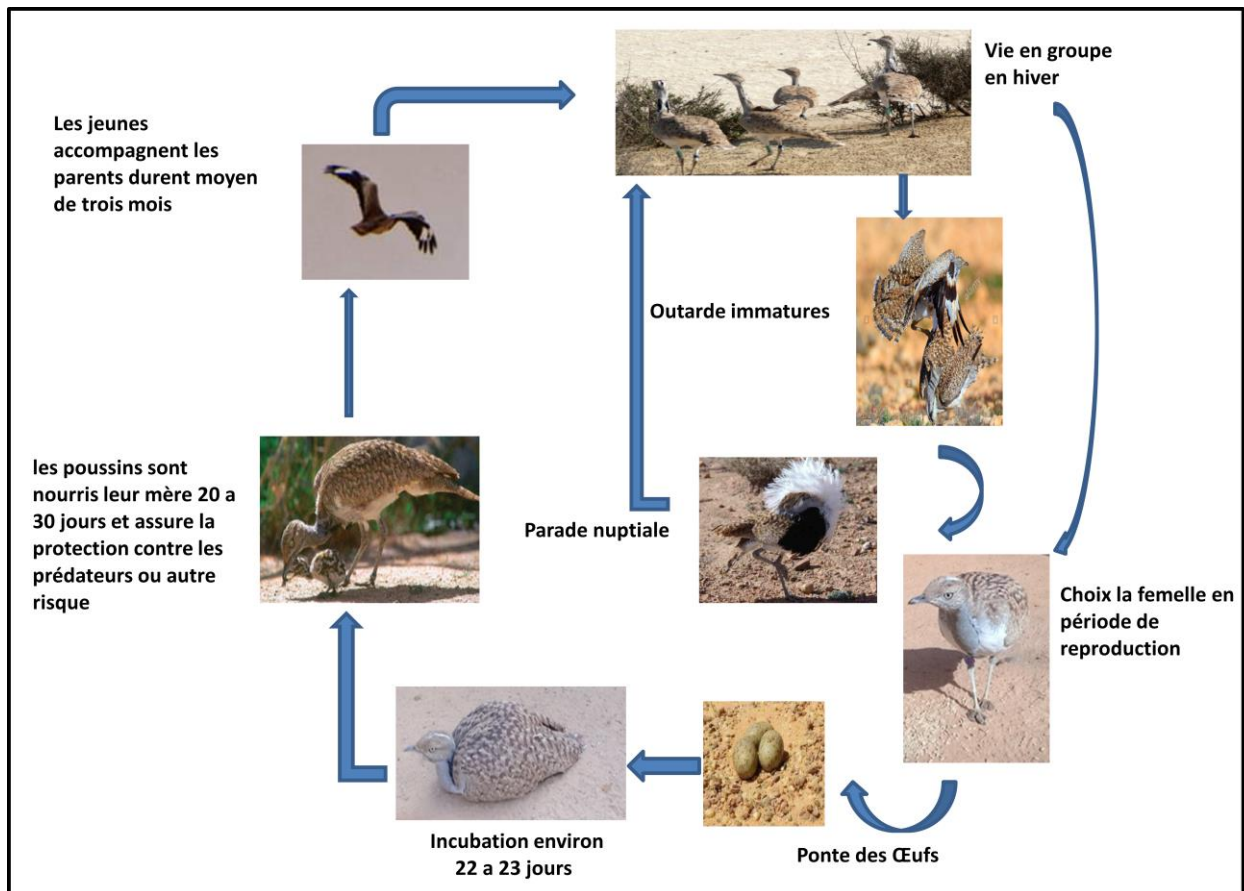 Vie en groupe
en hiver
Les jeunes
accompagnent les
parents durent moyen
de trois mois
Outarde immatures
les poussins sont
nourris leur mère 20 a
30 jours et assure la
protection contre les
prédateurs ou autre
risque
Parade nuptiale
Choix la femelle en
période de
reproduction
Incubation environ
22 a 23 jours
Ponte des Œufs